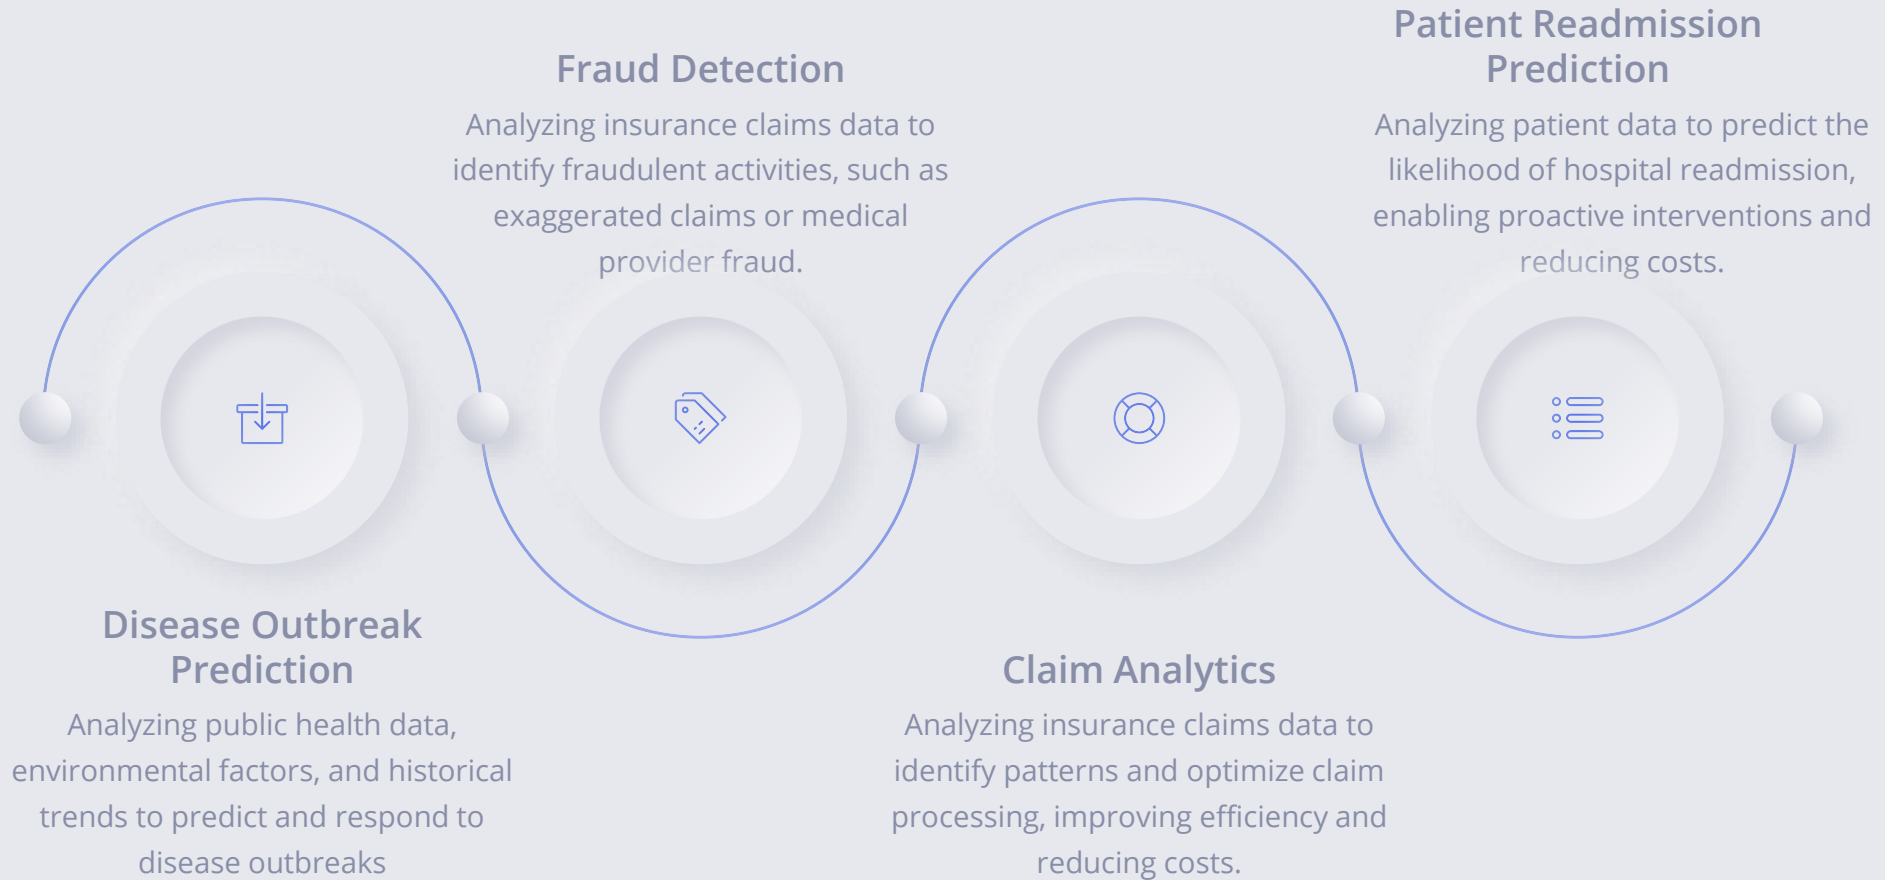 Disease Outbreak
Prediction
Analyzing public health data,
environmental factors, and historical
trends to predict and respond to
disease outbreaks
Fraud Detection
Analyzing insurance claims data to
identify fraudulent activities, such as
exaggerated claims or medical
provider fraud.
Claim Analytics
Analyzing insurance claims data to
identify patterns and optimize claim
processing, improving efficiency and
reducing costs.
Patient Readmission
Prediction
Analyzing patient data to predict the
likelihood of hospital readmission,
enabling proactive interventions and
reducing costs.